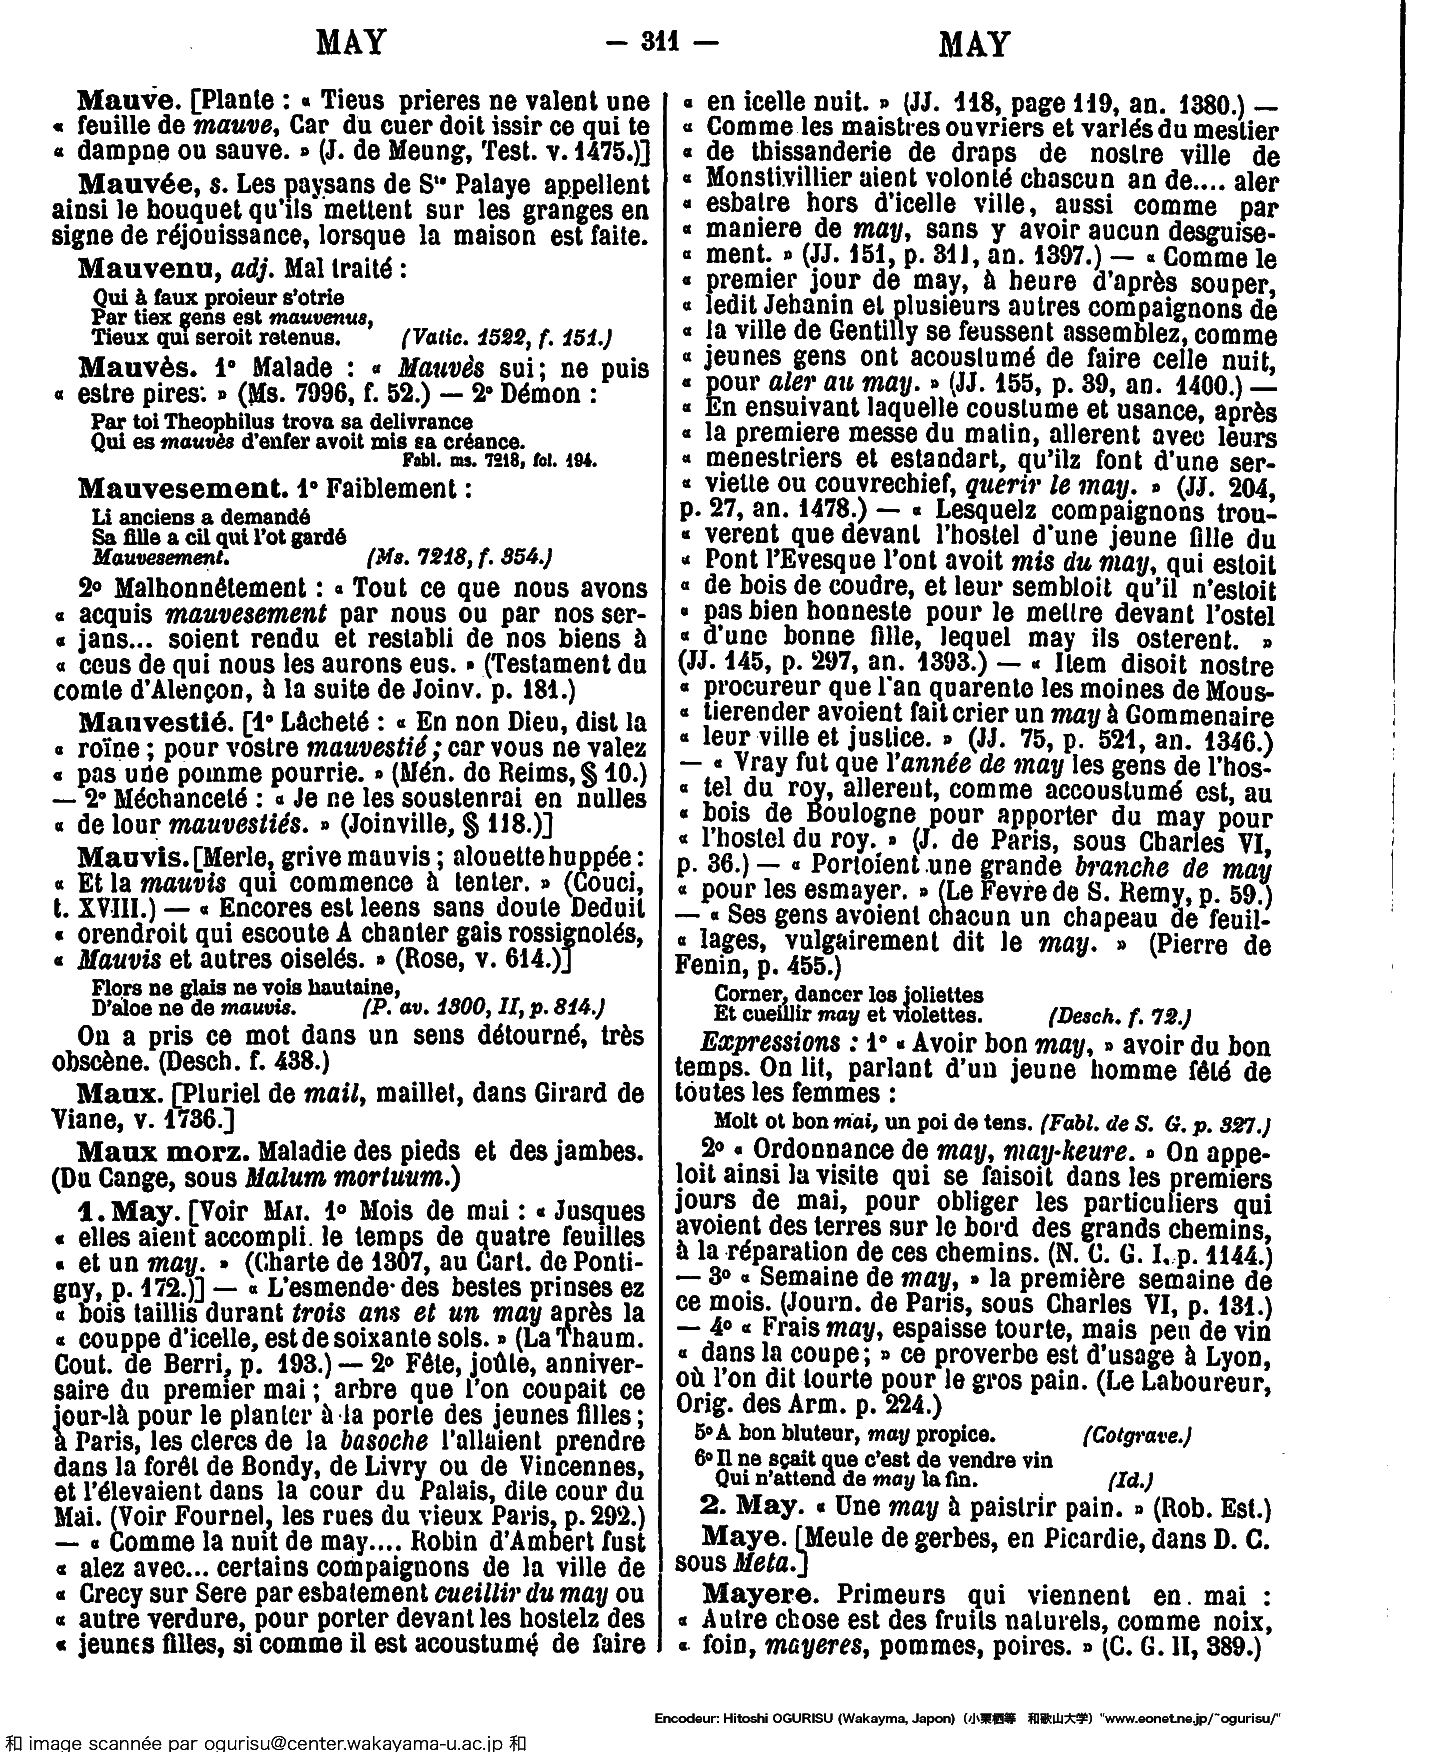 MAY
— 311 —
MAY
Mauve. [Plante : « Tieus prieres ne valent une
« feuille de mauve, Car du cuer doit issir ce qui te
« dampne ou sauve. » (J. de Meung, Test. v. 1475.)]
Mauvée, s. Les paysans de Ste Palaye appellent
ainsi le bouquet qu'ils mettent sur les granges en
signe de réjouissance, lorsque la maison est faite.
Mauvenu, adj. Mal traité :
Qui à faux proieur s'otrie
Par tiex gens est mauvenus,
Tieux qui seroit retenus. (Vatic. 1522, f. 151.)
Mauvès. 1° Malade : « Mauvès sui ; ne puis
« estre pires. » (Ms. 7996, f. 52.) — 2° Démon :
Par toi Theophilus trova sa delivrance
Qui es mauvès d'enfer avoit mis sa créance.
Fabl. ms. 7218, fol. 194.
Mauvesement. 1° Faiblement :
Li anciens a demandé
Sa fille a cil qui l'ot gardé
Mauvesement. (Ms. 7218, f. 354.)
2° Malhonnêtement : « Tout ce que nous avons
« acquis mauvesement par nous ou par nos ser-
« jans... soient rendu et restabli de nos biens à
« ceus de qui nous les aurons eus. » (Testament du
comte d'Alençon, à la suite de Joinv. p. 181.)
Mauvestié. [1° Lâcheté : « En non Dieu, dist la
« roïne ; pour vostre mauvestié ; car vous ne valez
« pas une pomme pourrie. » (Mén. de Reims, § 10.)
— 2° Méchanceté : « Je ne les soustenrai en nulles
« de lour mauvestiés. » (Joinville, § 118.)]
Mauvis. [Merle, grive mauvis ; alouette huppée :
« Et la mauvis qui commence à tenter. » (Couci,
t. XVIII.) — « Encores est leens sans doute Deduit
« orendroit qui escoute A chanter gais rossignolés,
« Mauvis et autres oiselés. » (Rose, v. 614.)]
Flors ne glais ne vois hautaine,
D'aloe ne de mauvis. (P. av. 1300, II, p. 814.)
On a pris ce mot dans un sens détourné, très
obscène. (Desch. f. 438.)
Maux. [Pluriel de mail, maillet, dans Girard de
Viane, v. 1736.]
Maux morz. Maladie des pieds et des jambes.
(Du Cange, sous Malum mortuum.)
1. May. [Voir MAI. 1° Mois de mai : « Jusques
« elles aient accompli le temps de quatre feuilles
« et un may. » (Charte de 1307, au Cart. de Ponti-
gny, p. 172.)] — « L'esmende des bestes prinses ez
« bois taillis durant trois ans et un may après la
« couppe d'icelle, est de soixante sols. » (La Thaum.
Cout. de Berri, p. 193.) — 2° Fête, joûte, anniver-
saire du premier mai ; arbre que l'on coupait ce
jour-là pour le planter à la porte des jeunes filles ;
à Paris, les clercs de la basoche l'allaient prendre
dans la forêt de Bondy, de Livry ou de Vincennes,
et l'élevaient dans la cour du Palais, dite cour du
Mai. (Voir Fournel, les rues du vieux Paris, p. 292.)
— « Comme la nuit de may.... Robin d'Ambert fust
« alez avec... certains compaignons de la ville de
« Crecy sur Sere par esbatement cueillir du may ou
« autre verdure, pour porter devant les hostelz des
« jeunes filles, si comme il est acoustumé de faire
« en icelle nuit. » (JJ. 118, page 119, an. 1380.) —
« Comme les maistres ouvriers et varlés du mestier
« de thissanderie de draps de nostre ville de
« Monstivillier aient volonté chascun an de.... aler
« esbatre hors d'icelle ville, aussi comme par
« maniere de may, sans y avoir aucun desguise-
« ment. » (JJ. 151, p. 311, an. 1397.) — « Comme le
« premier jour de may, à heure d'après souper,
« ledit Jehanin et plusieurs autres compaignons de
« la ville de Gentilly se feussent assemblez, comme
« jeunes gens ont acoustumé de faire celle nuit,
« pour aler au may. » (JJ. 155, p. 39, an. 1400.) —
« En ensuivant laquelle coustume et usance, après
« la premiere messe du matin, allerent avec leurs
« menestriers et estandart, qu'ilz font d'une ser-
« viette ou couvrechief, querir le may. » (JJ. 204,
p. 27, an. 1478.) — « Lesquelz compaignons trou-
« verent que devant l'hostel d'une jeune fille du
« Pont l'Evesque l'ont avoit mis du may, qui estoit
« de bois de coudre, et leur sembloit qu'il n'estoit
« pas bien honneste pour le mettre devant l'ostel
« d'une bonne fille, lequel may ils osterent. »
(JJ. 145, p. 297, an. 1393.) — « Item disoit nostre
« procureur que l'an quarente les moines de Mous-
« tierender avoient fait crier un may à Gommenaire
« leur ville et justice. » (JJ. 75, p. 521, an. 1346.)
— « Vray fut que l'année de may les gens de l'hos-
« tel du roy, allerent, comme accoustumé est, au
« bois de Boulogne pour apporter du may pour
« l'hostel du roy. » (J. de Paris, sous Charles VI,
p. 36.) — « Portoient une grande branche de may
« pour les esmayer. » (Le Fevre de S. Remy, p. 59.)
— « Ses gens avoient chacun un chapeau de feuil-
« lages, vulgairement dit le may. » (Pierre de
Fenin, p. 455.)
Corner, dancer les joliettes
Et cueillir may et violettes. (Desch. f. 72.)
Expressions : 1° « Avoir bon may, » avoir du bon
temps. On lit, parlant d'un jeune homme fêté de
toutes les femmes :
Molt ot bon mai, un poi de tens. (Fabl. de S. G. p. 327.)
2° « Ordonnance de may, may-keure. » On appe-
loit ainsi la visite qui se faisoit dans les premiers
jours de mai, pour obliger les particuliers qui
avoient des terres sur le bord des grands chemins,
à la réparation de ces chemins. (N. C. G. I, p. 1144.)
— 3° « Semaine de may, » la première semaine de
ce mois. (Journ. de Paris, sous Charles VI, p. 131.)
— 4° « Frais may, espaisse tourte, mais peu de vin
« dans la coupe ; » ce proverbe est d'usage à Lyon,
où l'on dit tourte pour le gros pain. (Le Laboureur,
Orig. des Arm. p. 224.)
5° A bon bluteur, may propice. (Cotgrave.)
6° Il ne sçait que c'est de vendre vin
Qui n'attend de may la fin. (Id.)
2. May. « Une may à paistrir pain. » (Rob. Est.)
Maye. [Meule de gerbes, en Picardie, dans D. C.
sous Meta.]
Mayere. Primeurs qui viennent en mai :
« Autre chose est des fruits naturels, comme noix,
« foin, mayeres, pommes, poires. » (C. G. II, 389.)
Encodeur: Hitoshi OGURISU (Wakayma, Japon) (小栗栖等 和歌山大学) "www.eonet.ne.jp/~ogurisu/"
和 image scannée par ogurisu@center.wakayama-u.ac.jp 和